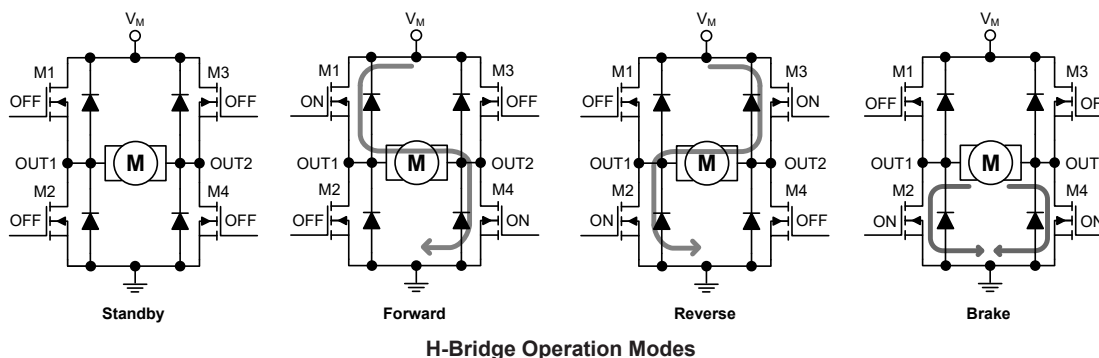 VM
M1
M3
OFF
OFF
OUT1
M
OUT2
M2
M4
OFF
OFF
Standby
VM
M1
M3
ON
OFF
OUT1
M
OUT2
M2
M4
OFF
ON
Forward
VM
M1
M3
OFF
ON
OUT1
M
OUT2
M2
M4
ON
OFF
Reverse
VM
M1
M3
OFF
OF
OUT1
M
OUT
M2
M4
ON
ON
Brake
H-Bridge Operation Modes